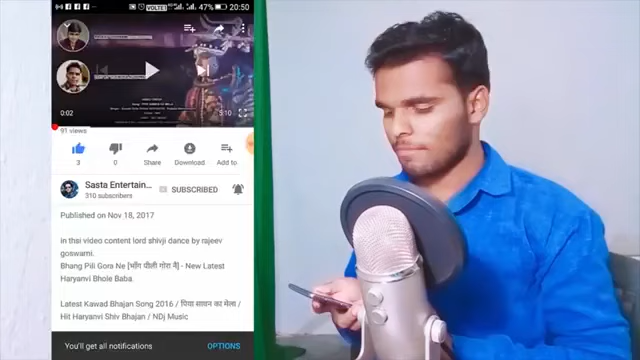 VOLTE 47% 20:50
0:02 5:10
91 views
3 0 Share Download Add to
Sasta Entertain... SUBSCRIBED
310 subscribers
Published on Nov 18, 2017
in thai video content lord shivji dance by rajeev
goswami.
Bhang Pili Gora Ne [भाँग पीली गोरा नै] - New Latest
Haryanvi Bhole Baba.
Latest Kawad Bhajan Song 2016 / पिया सावन का मेला /
Hit Haryanvi Shiv Bhajan / NDj Music
You'll get all notifications OPTIONS